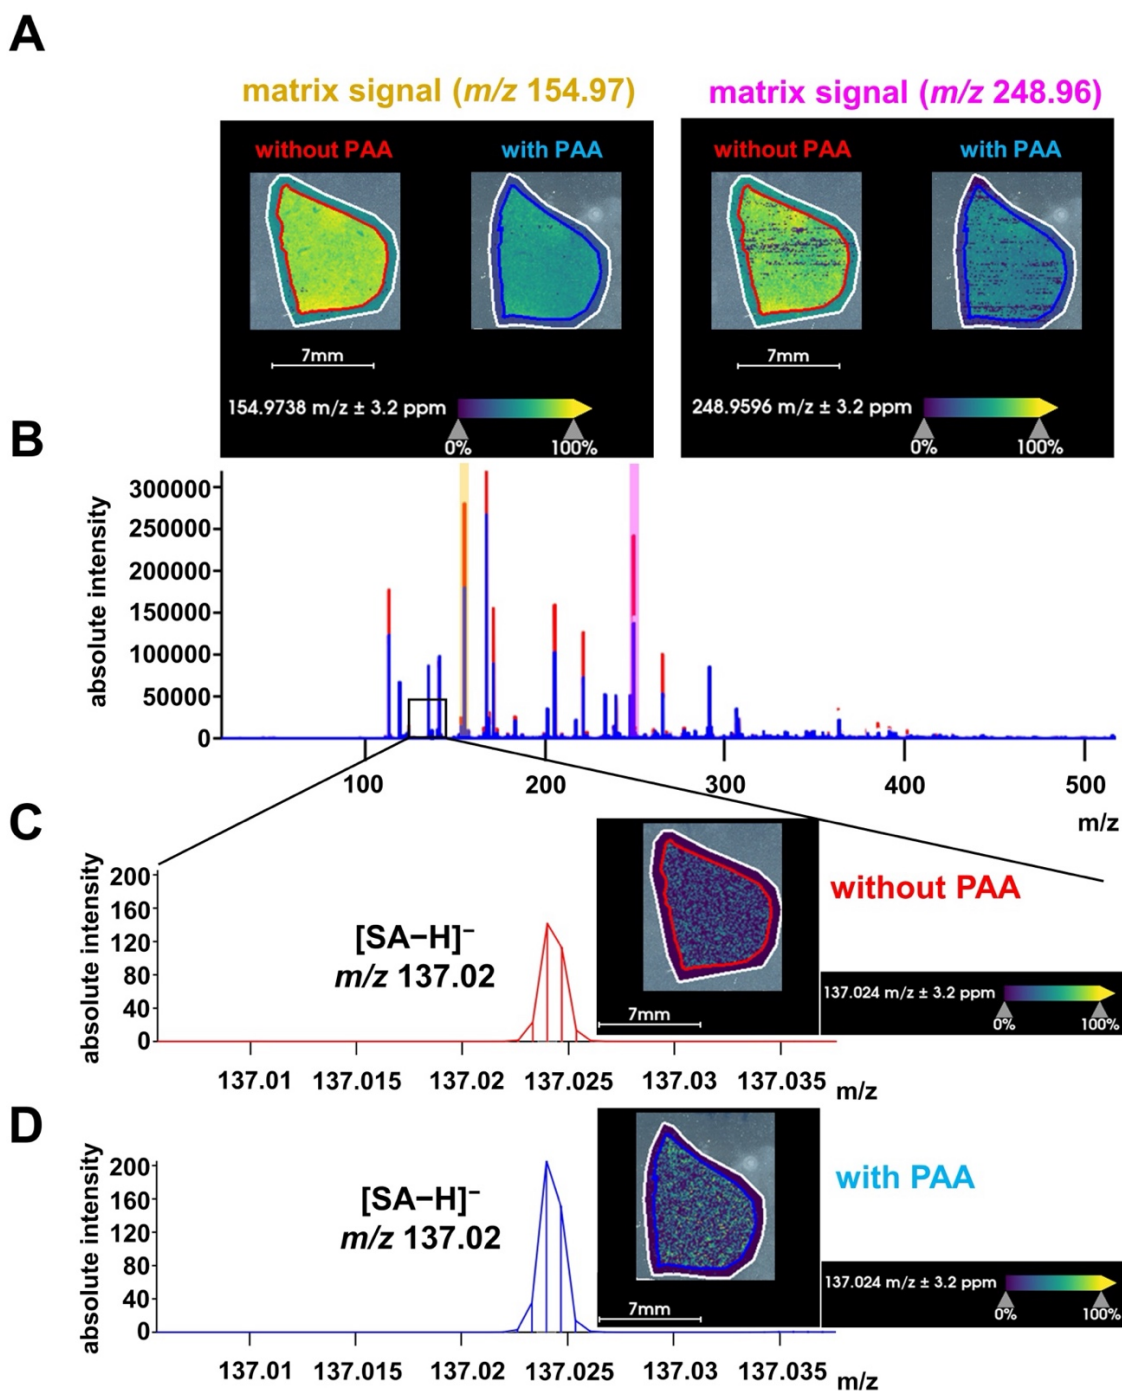 A
matrix signal (m/z 154.97)
matrix signal (m/z 248.96)
without PAA
with PAA
without PAA
with PAA
7mm
7mm
154.9738 m/z ± 3.2 ppm
0%
100%
248.9596 m/z ± 3.2 ppm
0%
100%
B
absolute intensity
300000
250000
200000
150000
100000
50000
0
100
200
300
400
500
m/z
C
absolute intensity
200
160
120
80
40
0
[SA−H]⁻
m/z 137.02
without PAA
7mm
137.024 m/z ± 3.2 ppm
0%
100%
137.01
137.015
137.02
137.025
137.03
137.035
m/z
D
absolute intensity
200
160
120
80
40
0
[SA−H]⁻
m/z 137.02
with PAA
7mm
137.024 m/z ± 3.2 ppm
0%
100%
137.01
137.015
137.02
137.025
137.03
137.035
m/z